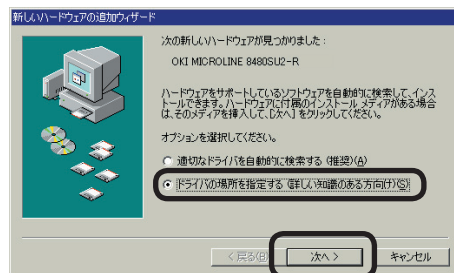 新しいハードウェアの追加ウィザード
次の新しいハードウェアが見つかりました：
OKI MICROLINE 8480SU2-R
ハードウェアをサポートしているソフトウェアを自動的に検索して、インス
トールできます。ハードウェアに付属のインストール メディアがある場合
は、そのメディアを挿入して、[次へ] をクリックしてください。
オプションを選択してください。
適切なドライバを自動的に検索する (推奨)(A)
ドライバの場所を指定する (詳しい知識のある方向け)(S)
< 戻る(B)
次へ >
キャンセル